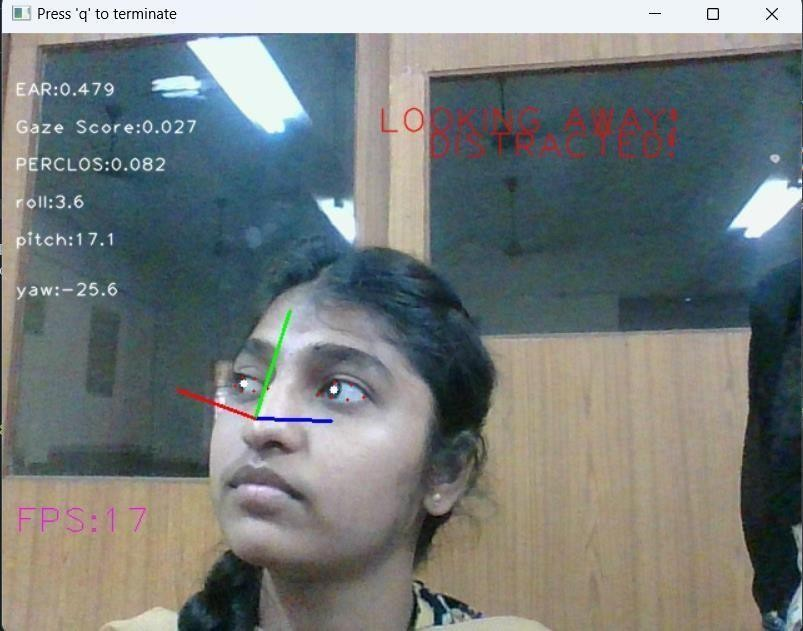 Press 'q' to terminate
EAR:0.479
LOOKING AWAY!
Gaze Score:0.027
DISTRACTED!
PERCLOS:0.082
roll:3.6
pitch:17.1
yaw:-25.6
FPS:17